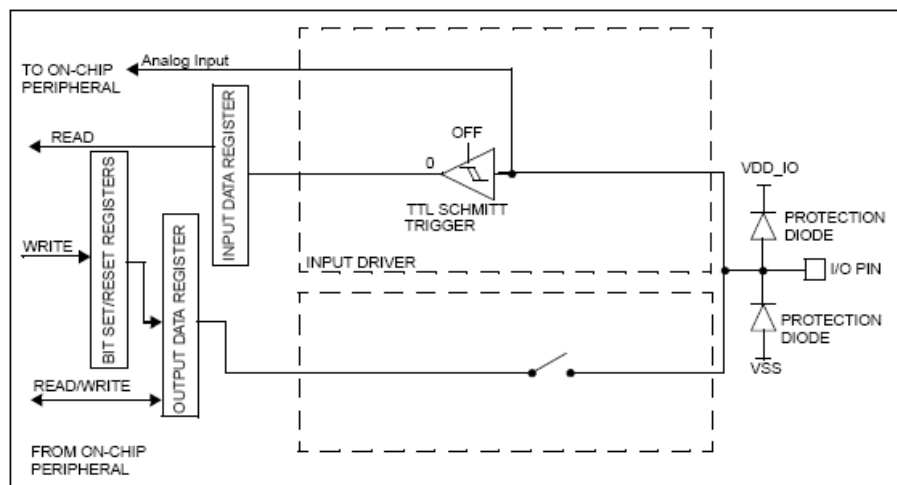 TO ON-CHIP
PERIPHERAL
Analog Input
READ
INPUT DATA REGISTER
OFF
0
TTL SCHMITT
TRIGGER
INPUT DRIVER
VDD_IO
PROTECTION
DIODE
I/O PIN
PROTECTION
DIODE
VSS
WRITE
BIT SET/RESET REGISTERS
OUTPUT DATA REGISTER
READ/WRITE
FROM ON-CHIP
PERIPHERAL